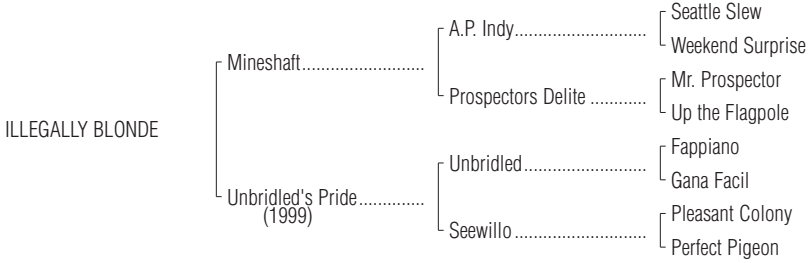 Seattle Slew
A.P. Indy
Weekend Surprise
Mineshaft
Mr. Prospector
Prospectors Delite
Up the Flagpole
ILLEGALLY BLONDE
Fappiano
Unbridled
Gana Facil
Unbridled's Pride
(1999)
Pleasant Colony
Seewillo
Perfect Pigeon